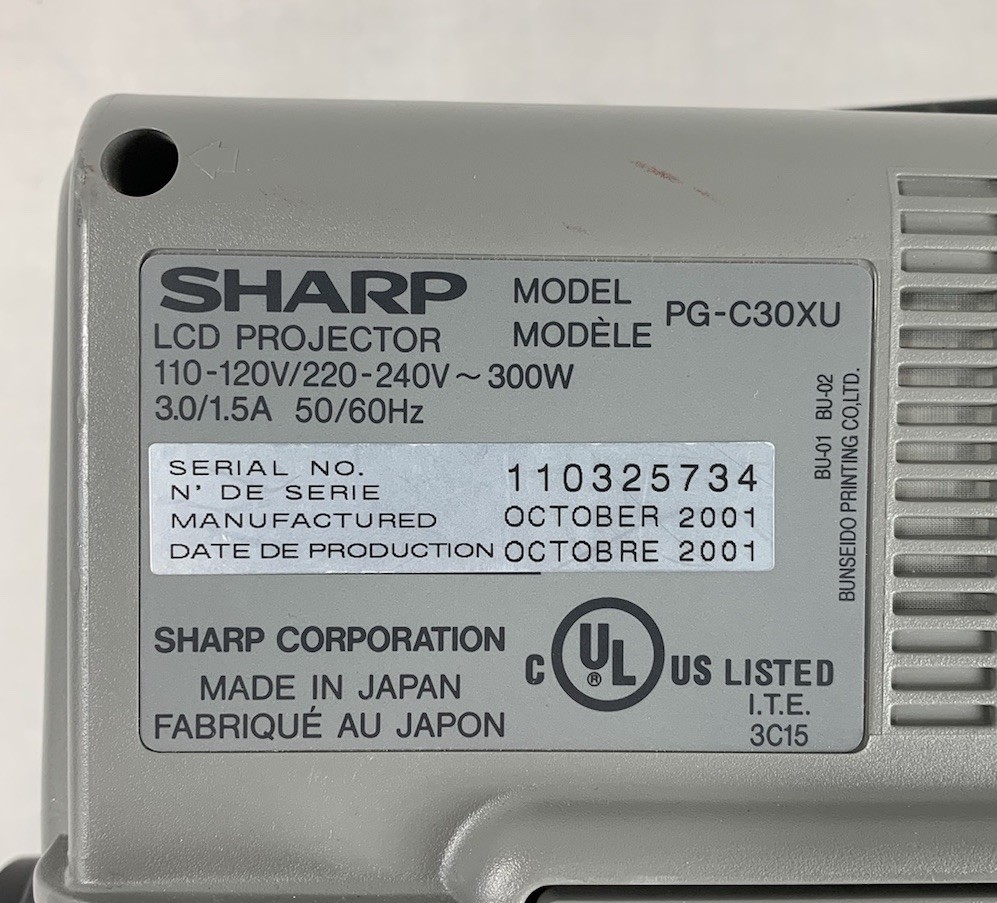 SHARP
LCD PROJECTOR
MODEL
MODÈLE
PG-C30XU
110-120V/220-240V ~ 300W
3.0/1.5A 50/60Hz
SERIAL NO.
N' DE SERIE
110325734
MANUFACTURED OCTOBER 2001
DATE DE PRODUCTION OCTOBRE 2001
SHARP CORPORATION
MADE IN JAPAN
FABRIQUÉ AU JAPON
C UL ® US LISTED
I.T.E.
3C15
BU-01 BU-02
BUNSEIDO PRINTING CO,LTD.